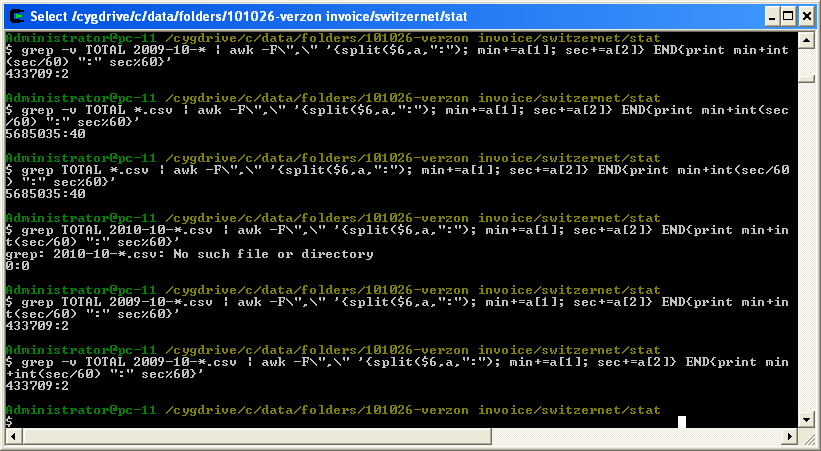 Select /cygdrive/c/data/folders/101026-verzon invoice/switzernet/stat
Administrator@pc-11 /cygdrive/c/data/folders/101026-verzon invoice/switzernet/stat
$ grep -v TOTAL 2009-10-* | awk -F\",\" '{split($6,a,":"); min+=a[1]; sec+=a[2]} END{print min+int
(sec/60) ":" sec%60}'
433709:2
Administrator@pc-11 /cygdrive/c/data/folders/101026-verzon invoice/switzernet/stat
$ grep -v TOTAL *.csv | awk -F\",\" '{split($6,a,":"); min+=a[1]; sec+=a[2]} END{print min+int(sec
/60) ":" sec%60}'
5685035:40
Administrator@pc-11 /cygdrive/c/data/folders/101026-verzon invoice/switzernet/stat
$ grep TOTAL *.csv | awk -F\",\" '{split($6,a,":"); min+=a[1]; sec+=a[2]} END{print min+int(sec/60
) ":" sec%60}'
5685035:40
Administrator@pc-11 /cygdrive/c/data/folders/101026-verzon invoice/switzernet/stat
$ grep TOTAL 2010-10-*.csv | awk -F\",\" '{split($6,a,":"); min+=a[1]; sec+=a[2]} END{print min+in
t(sec/60) ":" sec%60}'
grep: 2010-10-*.csv: No such file or directory
0:0
Administrator@pc-11 /cygdrive/c/data/folders/101026-verzon invoice/switzernet/stat
$ grep TOTAL 2009-10-*.csv | awk -F\",\" '{split($6,a,":"); min+=a[1]; sec+=a[2]} END{print min+in
t(sec/60) ":" sec%60}'
433709:2
Administrator@pc-11 /cygdrive/c/data/folders/101026-verzon invoice/switzernet/stat
$ grep -v TOTAL 2009-10-*.csv | awk -F\",\" '{split($6,a,":"); min+=a[1]; sec+=a[2]} END{print min
+int(sec/60) ":" sec%60}'
433709:2
Administrator@pc-11 /cygdrive/c/data/folders/101026-verzon invoice/switzernet/stat
$